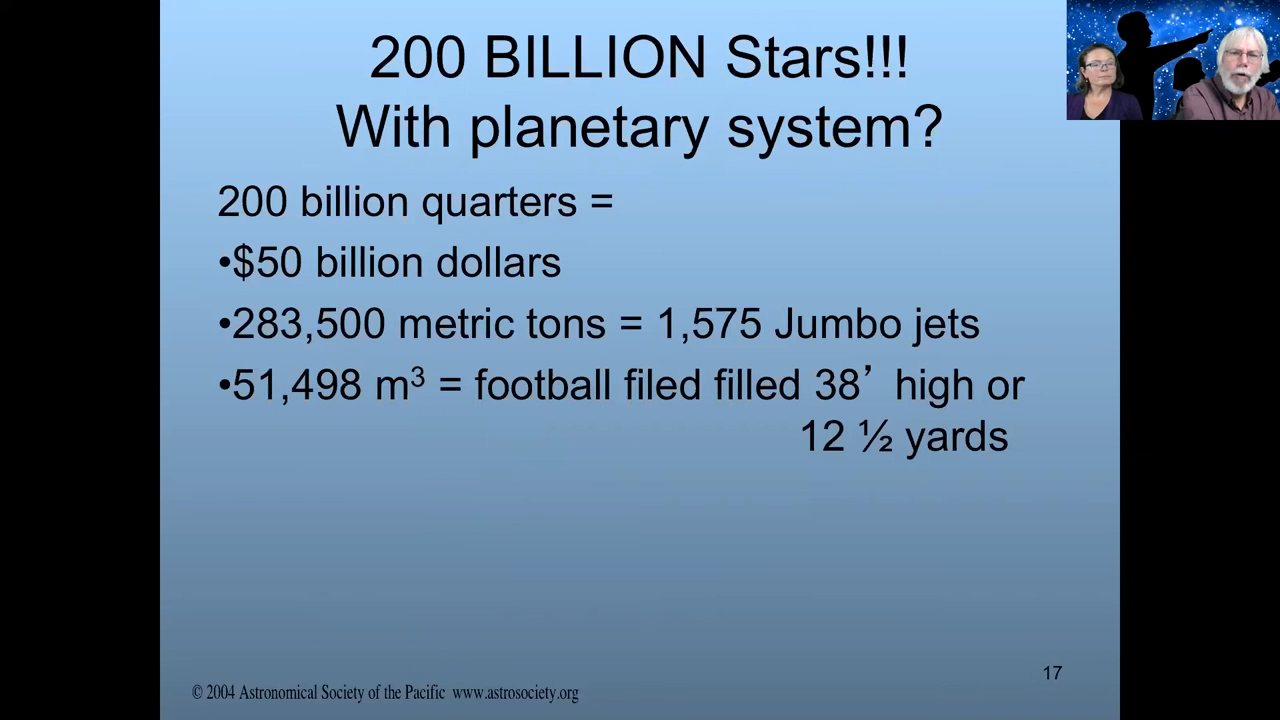 200 BILLION Stars!!!
With planetary system?
200 billion quarters =
•$50 billion dollars
•283,500 metric tons = 1,575 Jumbo jets
•51,498 m³ = football filed filled 38’ high or
12 ½ yards
17
© 2004 Astronomical Society of the Pacific www.astrosociety.org